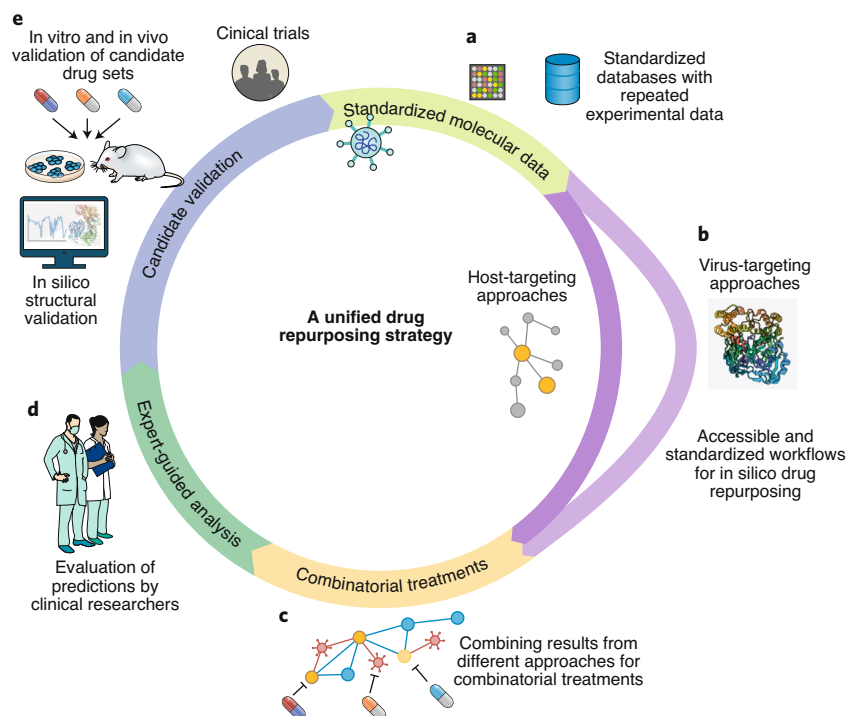 e
In vitro and in vivo
validation of candidate
drug sets
Cinical trials
a
Standardized
databases with
repeated
experimental data
Standardized molecular data
Candidate validation
In silico
structural
validation
b
Virus-targeting
approaches
Host-targeting
approaches
A unified drug
repurposing strategy
Accessible and
standardized workflows
for in silico drug
repurposing
d
Expert-guided analysis
Evaluation of
predictions by
clinical researchers
Combinatorial treatments
c
Combining results from
different approaches for
combinatorial treatments